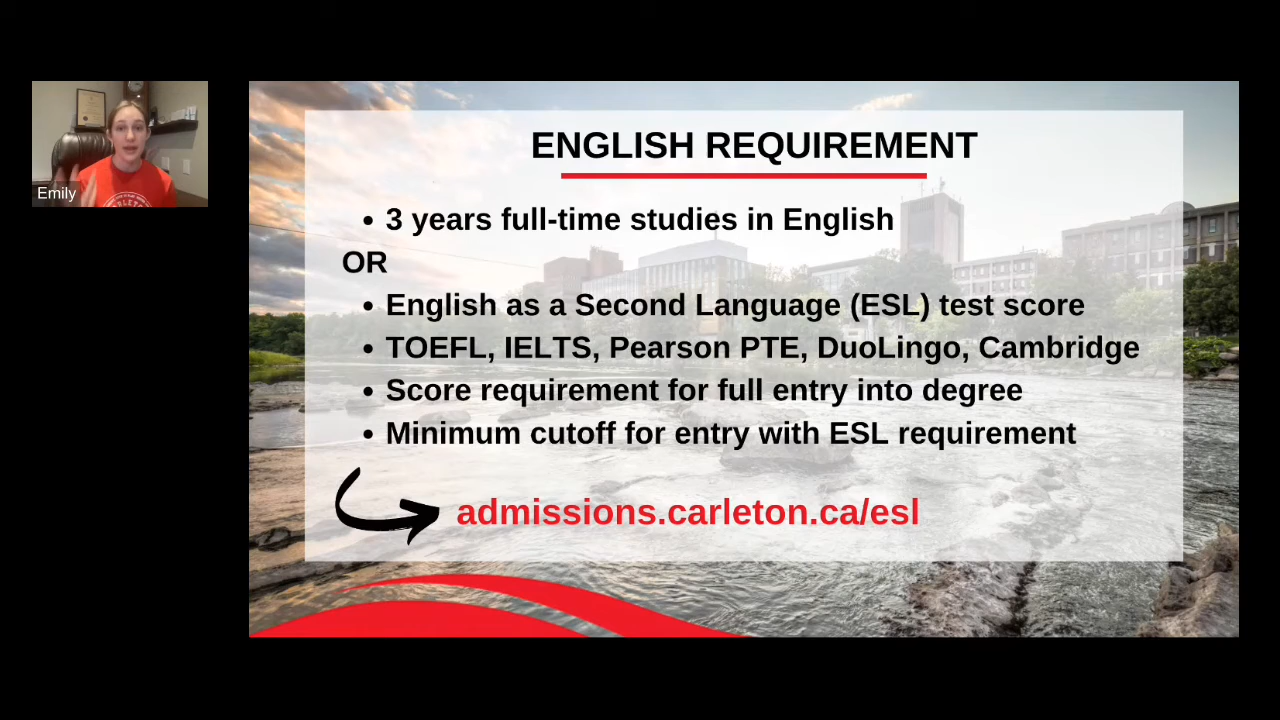 Emily
ENGLISH REQUIREMENT
• 3 years full-time studies in English
OR
• English as a Second Language (ESL) test score
• TOEFL, IELTS, Pearson PTE, DuoLingo, Cambridge
• Score requirement for full entry into degree
• Minimum cutoff for entry with ESL requirement
admissions.carleton.ca/esl